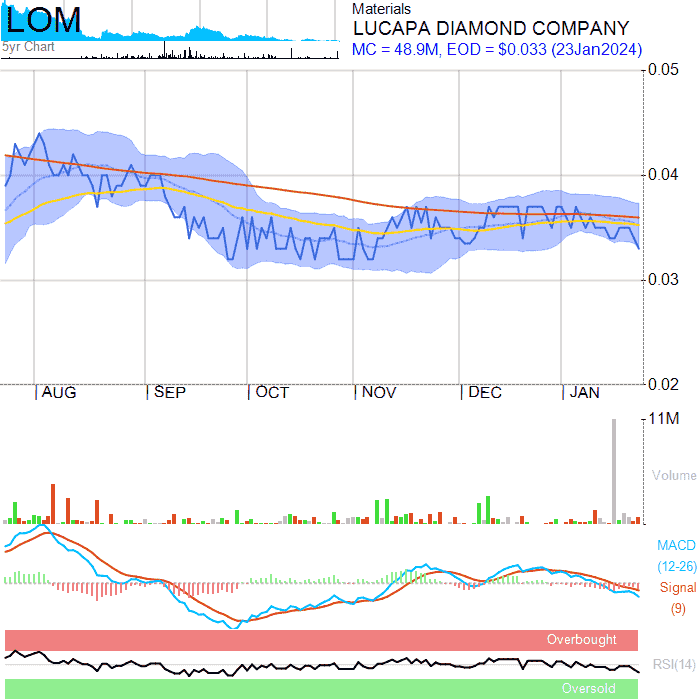 LOM
5yr Chart
Materials
LUCAPA DIAMOND COMPANY
MC = 48.9M, EOD = $0.033 (23Jan2024)
0.05
0.04
0.03
0.02
AUG SEP OCT NOV DEC JAN
11M
Volume
MACD
(12-26)
Signal
(9)
Overbought
RSI(14)
Oversold